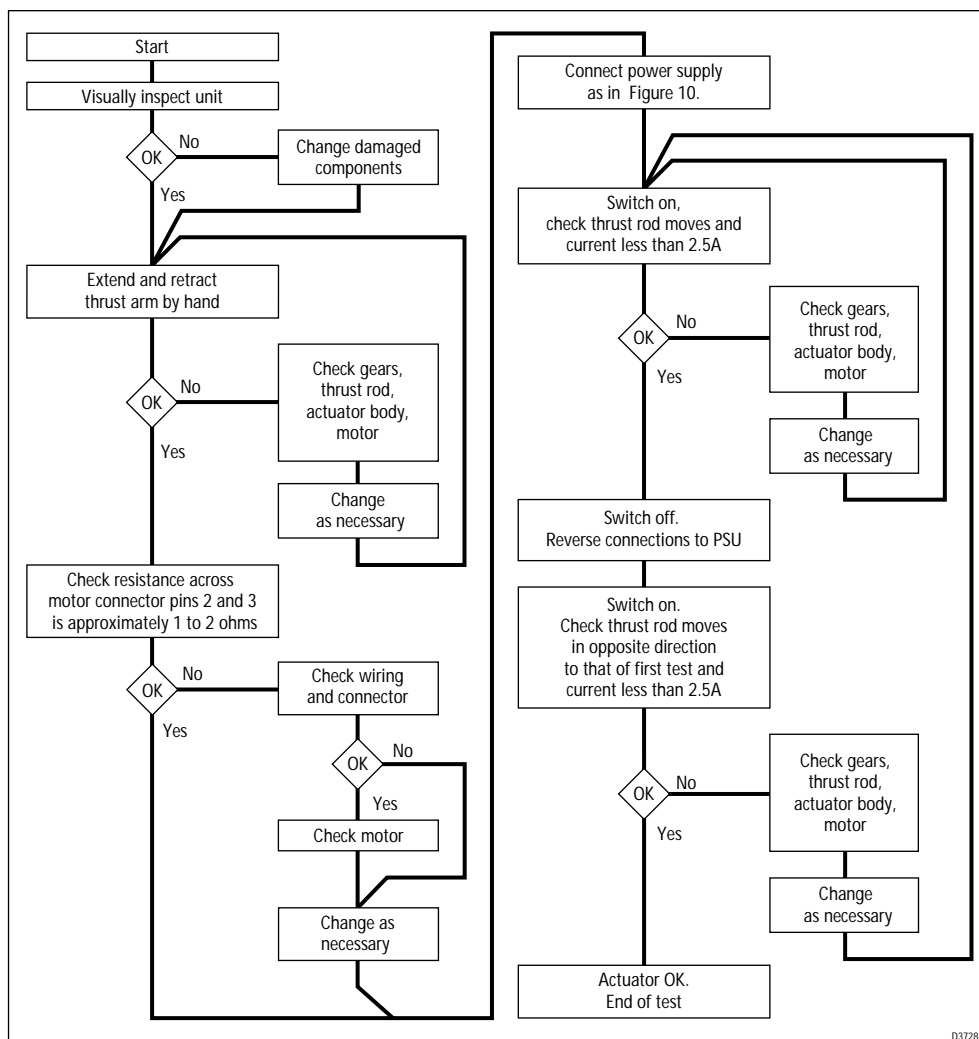 Start
Visually inspect unit
OK
No
Yes
Change damaged
components
Extend and retract
thrust arm by hand
OK
No
Yes
Check gears,
thrust rod,
actuator body,
motor
Change
as necessary
Check resistance across
motor connector pins 2 and 3
is approximately 1 to 2 ohms
OK
No
Yes
Check wiring
and connector
OK
No
Yes
Check motor
Change as
necessary
Connect power supply
as in Figure 10.
Switch on,
check thrust rod moves and
current less than 2.5A
OK
No
Yes
Check gears,
thrust rod,
actuator body,
motor
Change
as necessary
Switch off.
Reverse connections to PSU
Switch on.
Check thrust rod moves
in opposite direction
to that of first test and
current less than 2.5A
OK
No
Yes
Check gears,
thrust rod,
actuator body,
motor
Change
as necessary
Actuator OK.
End of test
D3728